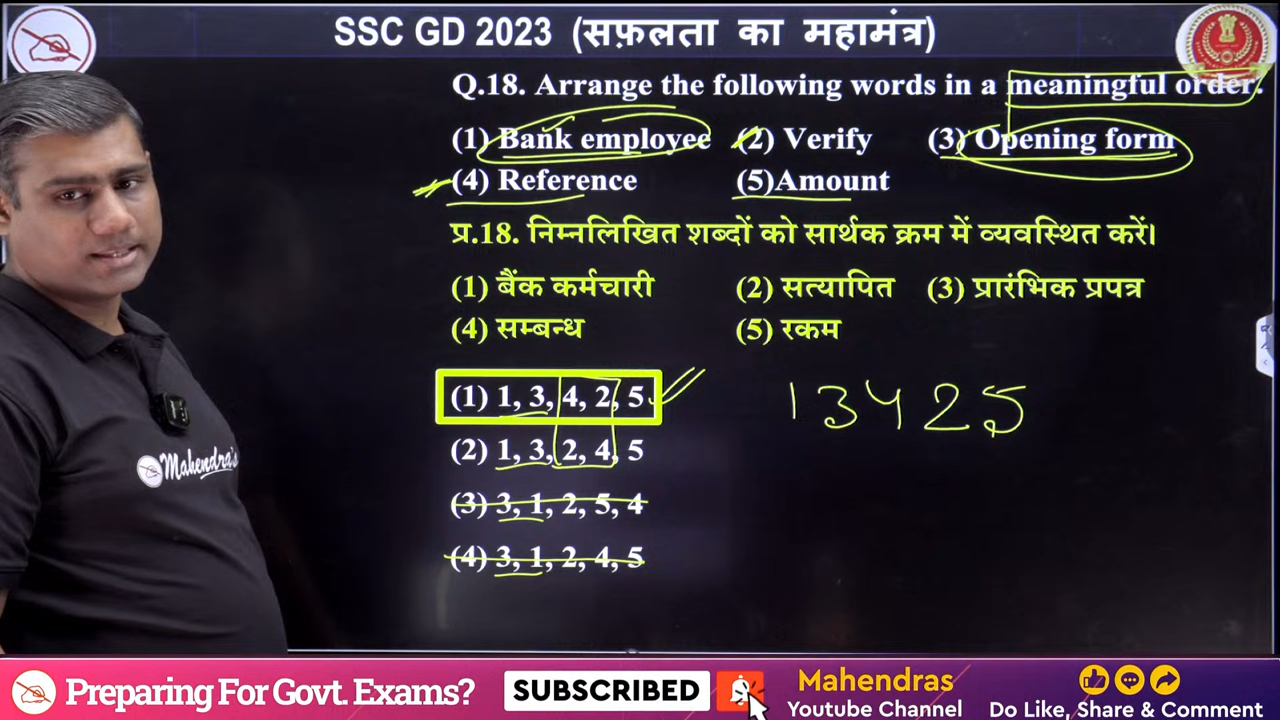 SSC GD 2023 (सफ़लता का महामंत्र)
Q.18. Arrange the following words in a meaningful order.
(1) Bank employee (2) Verify (3) Opening form
(4) Reference (5)Amount
प्र.18. निम्नलिखित शब्दों को सार्थक क्रम में व्यवस्थित करें।
(1) बैंक कर्मचारी (2) सत्यापित (3) प्रारंभिक प्रपत्र
(4) सम्बन्ध (5) रकम
(1) 1, 3, 4, 2, 5 13425
(2) 1, 3, 2, 4, 5
(3) 3, 1, 2, 5, 4
(4) 3, 1, 2, 4, 5
Mahendra's
Preparing For Govt. Exams? SUBSCRIBED Mahendras
Youtube Channel Do Like, Share & Comment